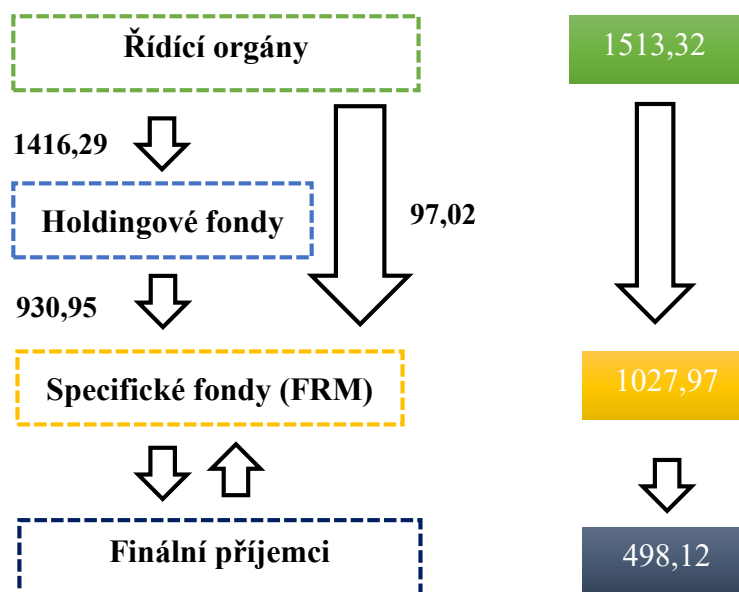 Řídící orgány
1513,32
1416,29
Holdingové fondy
97,02
930,95
Specifické fondy (FRM)
1027,97
Finální příjemci
498,12